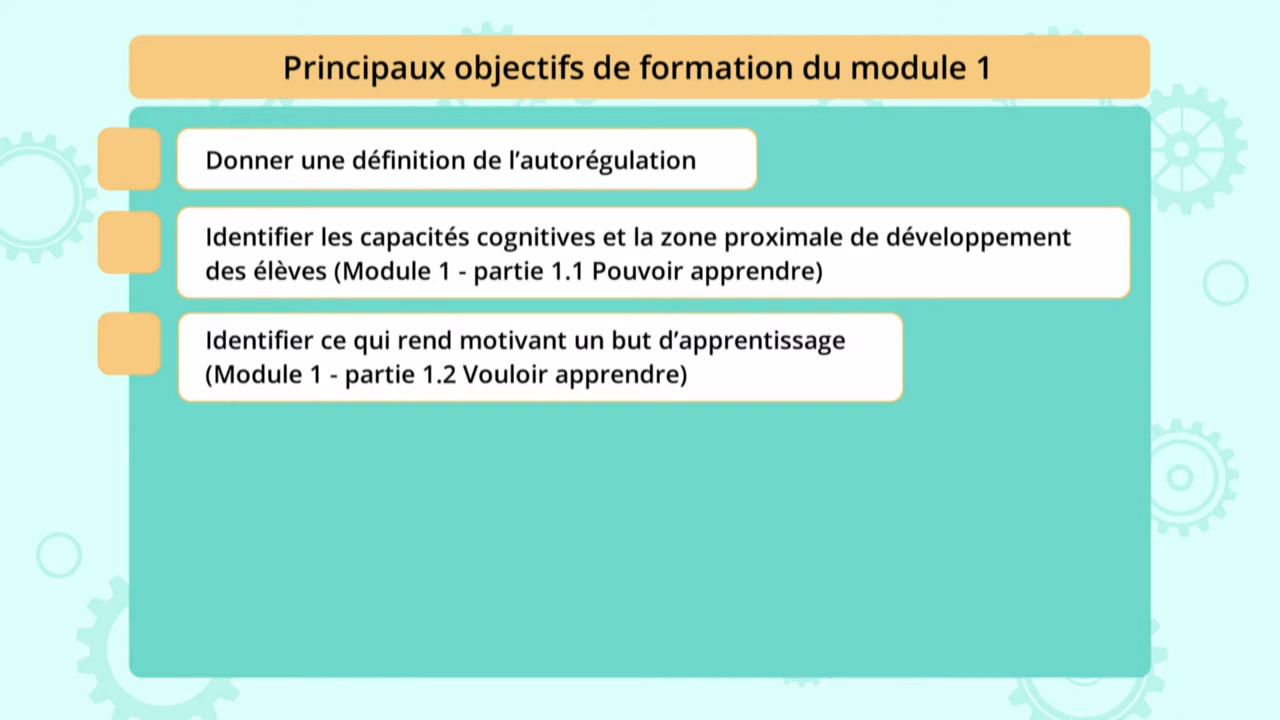 Principaux objectifs de formation du module 1
Donner une définition de l’autorégulation
Identifier les capacités cognitives et la zone proximale de développement
des élèves (Module 1 - partie 1.1 Pouvoir apprendre)
Identifier ce qui rend motivant un but d’apprentissage
(Module 1 - partie 1.2 Vouloir apprendre)